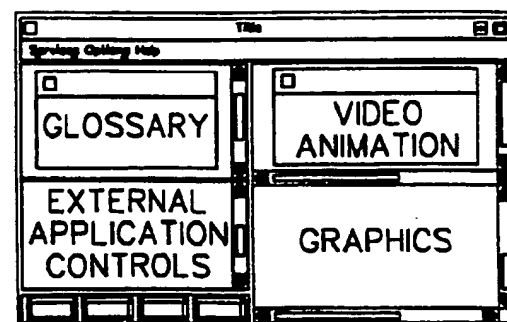 Title
Services Options Help
GLOSSARY
VIDEO
ANIMATION
EXTERNAL
APPLICATION
CONTROLS
GRAPHICS